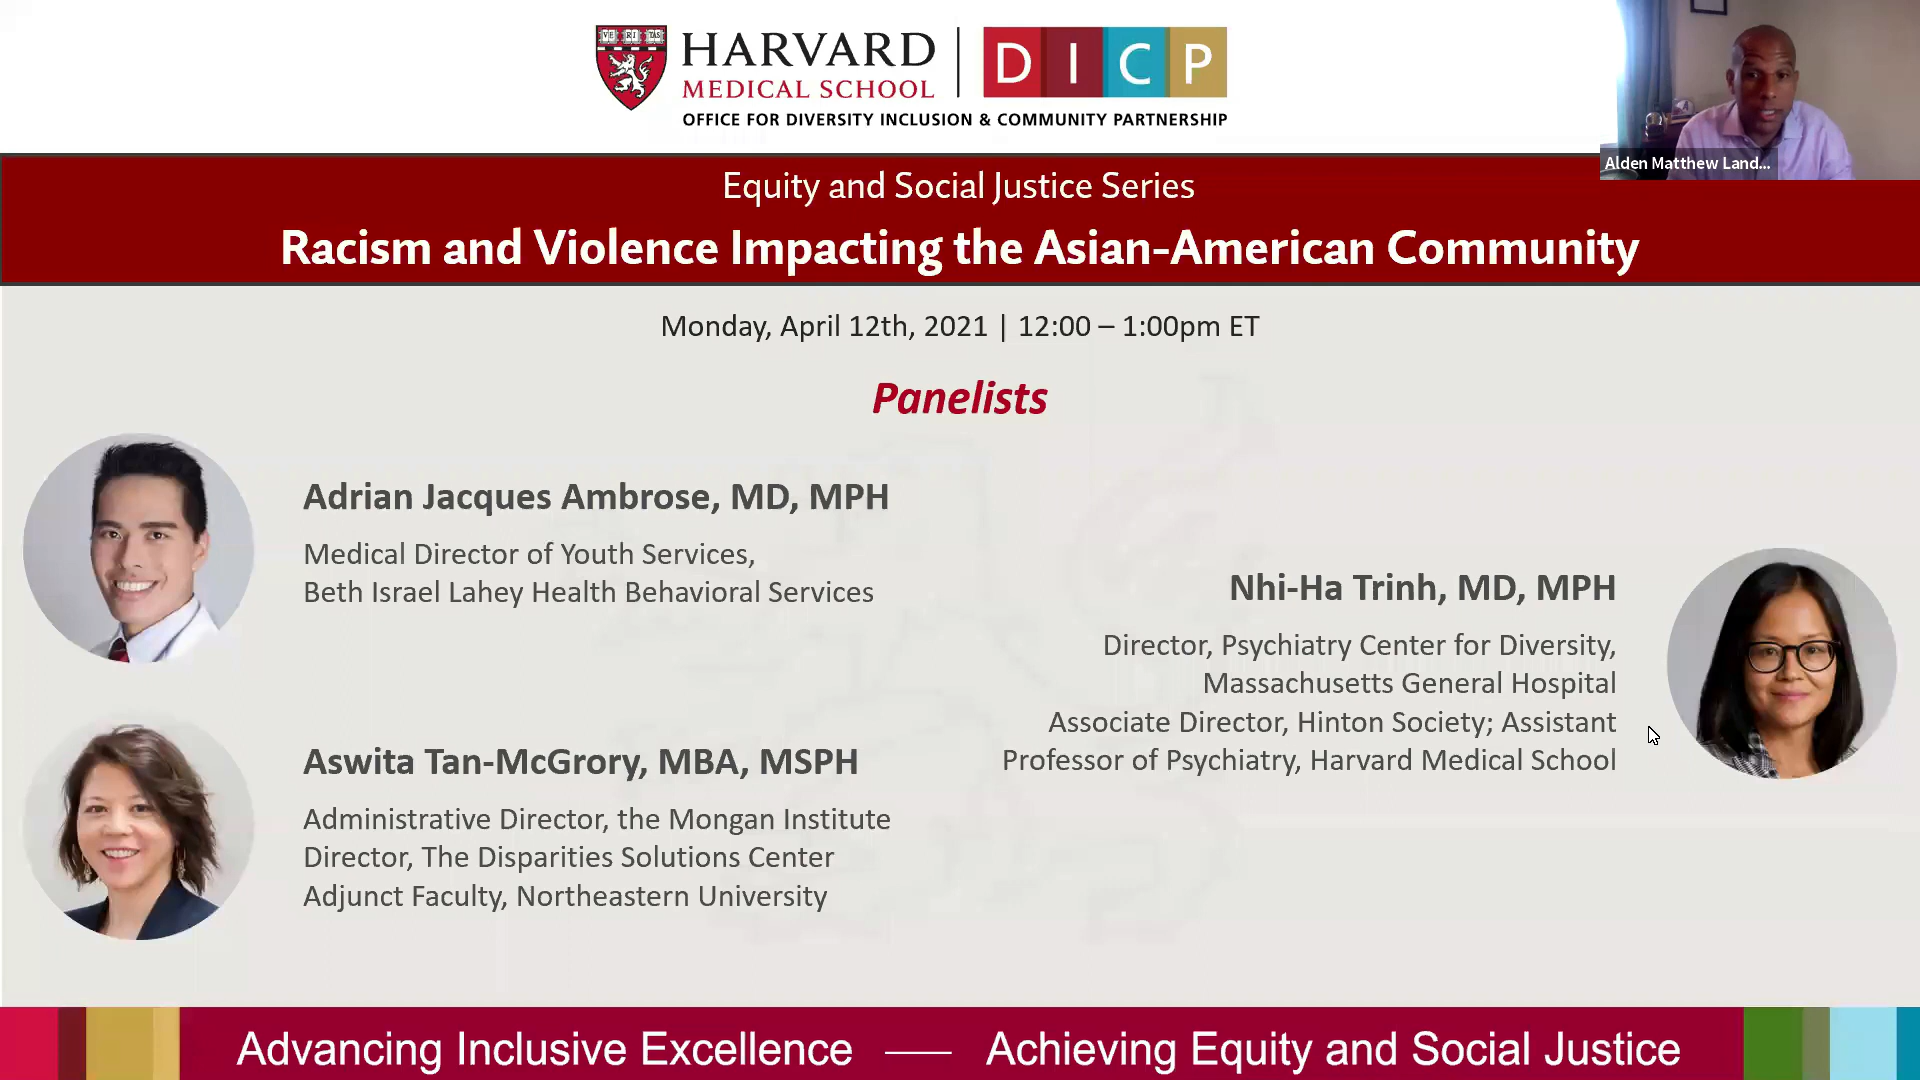 VE RI TAS
HARVARD
MEDICAL SCHOOL
D I C P
OFFICE FOR DIVERSITY INCLUSION & COMMUNITY PARTNERSHIP
Alden Matthew Land...
Equity and Social Justice Series
Racism and Violence Impacting the Asian-American Community
Monday, April 12th, 2021 | 12:00 – 1:00pm ET
Panelists
Adrian Jacques Ambrose, MD, MPH
Medical Director of Youth Services,
Beth Israel Lahey Health Behavioral Services
Aswita Tan-McGrory, MBA, MSPH
Administrative Director, the Mongan Institute
Director, The Disparities Solutions Center
Adjunct Faculty, Northeastern University
Nhi-Ha Trinh, MD, MPH
Director, Psychiatry Center for Diversity,
Massachusetts General Hospital
Associate Director, Hinton Society; Assistant
Professor of Psychiatry, Harvard Medical School
Advancing Inclusive Excellence — Achieving Equity and Social Justice